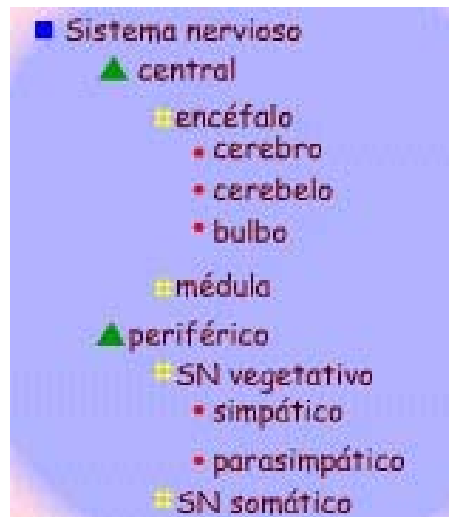 Sistema nervioso
central
encéfalo
cerebro
cerebelo
bulbo
médula
periférico
SN vegetativo
simpático
parasimpático
SN somático